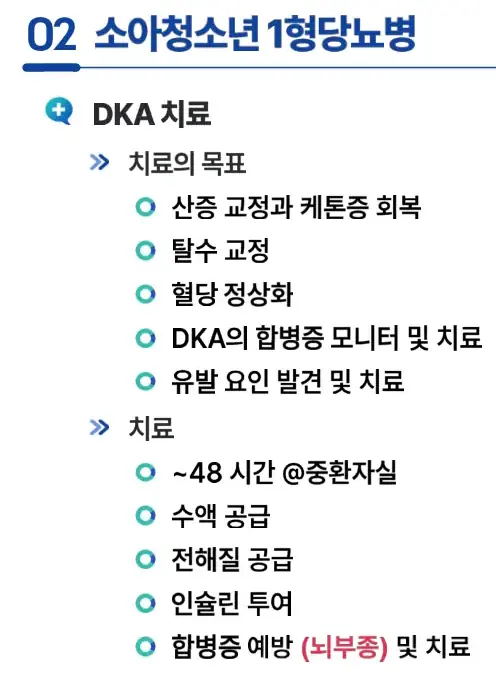 02 소아청소년 1형당뇨병
DKA 치료
치료의 목표
산증 교정과 케톤증 회복
탈수 교정
혈당 정상화
DKA의 합병증 모니터 및 치료
유발 요인 발견 및 치료
치료
~48 시간 @중환자실
수액 공급
전해질 공급
인슐린 투여
합병증 예방 (뇌부종) 및 치료